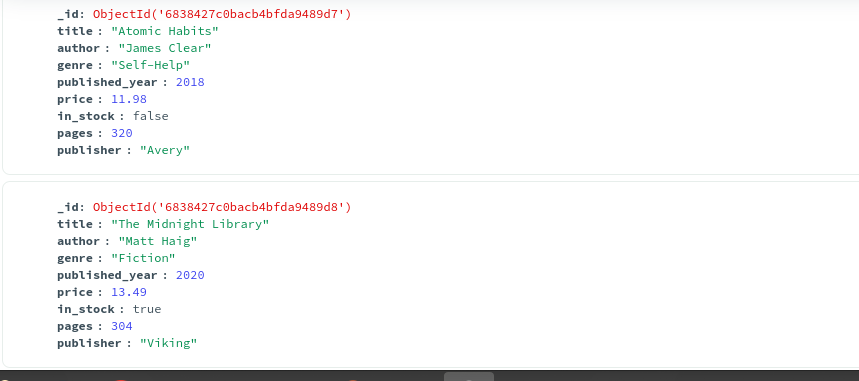 _id: ObjectId('6838427c0bacb4bfda9489d7')
title : "Atomic Habits"
author : "James Clear"
genre : "Self-Help"
published_year : 2018
price : 11.98
in_stock : false
pages : 320
publisher : "Avery"
_id: ObjectId('6838427c0bacb4bfda9489d8')
title : "The Midnight Library"
author : "Matt Haig"
genre : "Fiction"
published_year : 2020
price : 13.49
in_stock : true
pages : 304
publisher : "Viking"